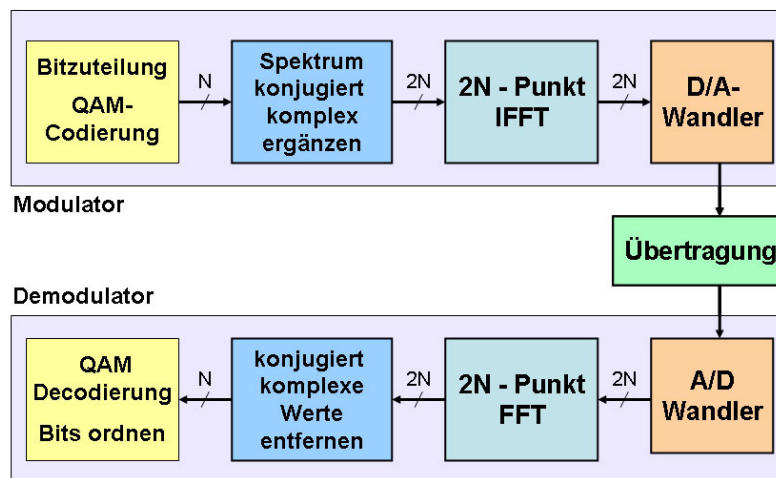 Bitzuteilung
QAM-
Codierung
N
Spektrum
konjugiert
komplex
ergänzen
2N
2N - Punkt
IFFT
2N
D/A-
Wandler
Modulator
Übertragung
Demodulator
QAM
Decodierung
Bits ordnen
N
konjugiert
komplexe
Werte
entfernen
2N
2N - Punkt
FFT
2N
A/D
Wandler